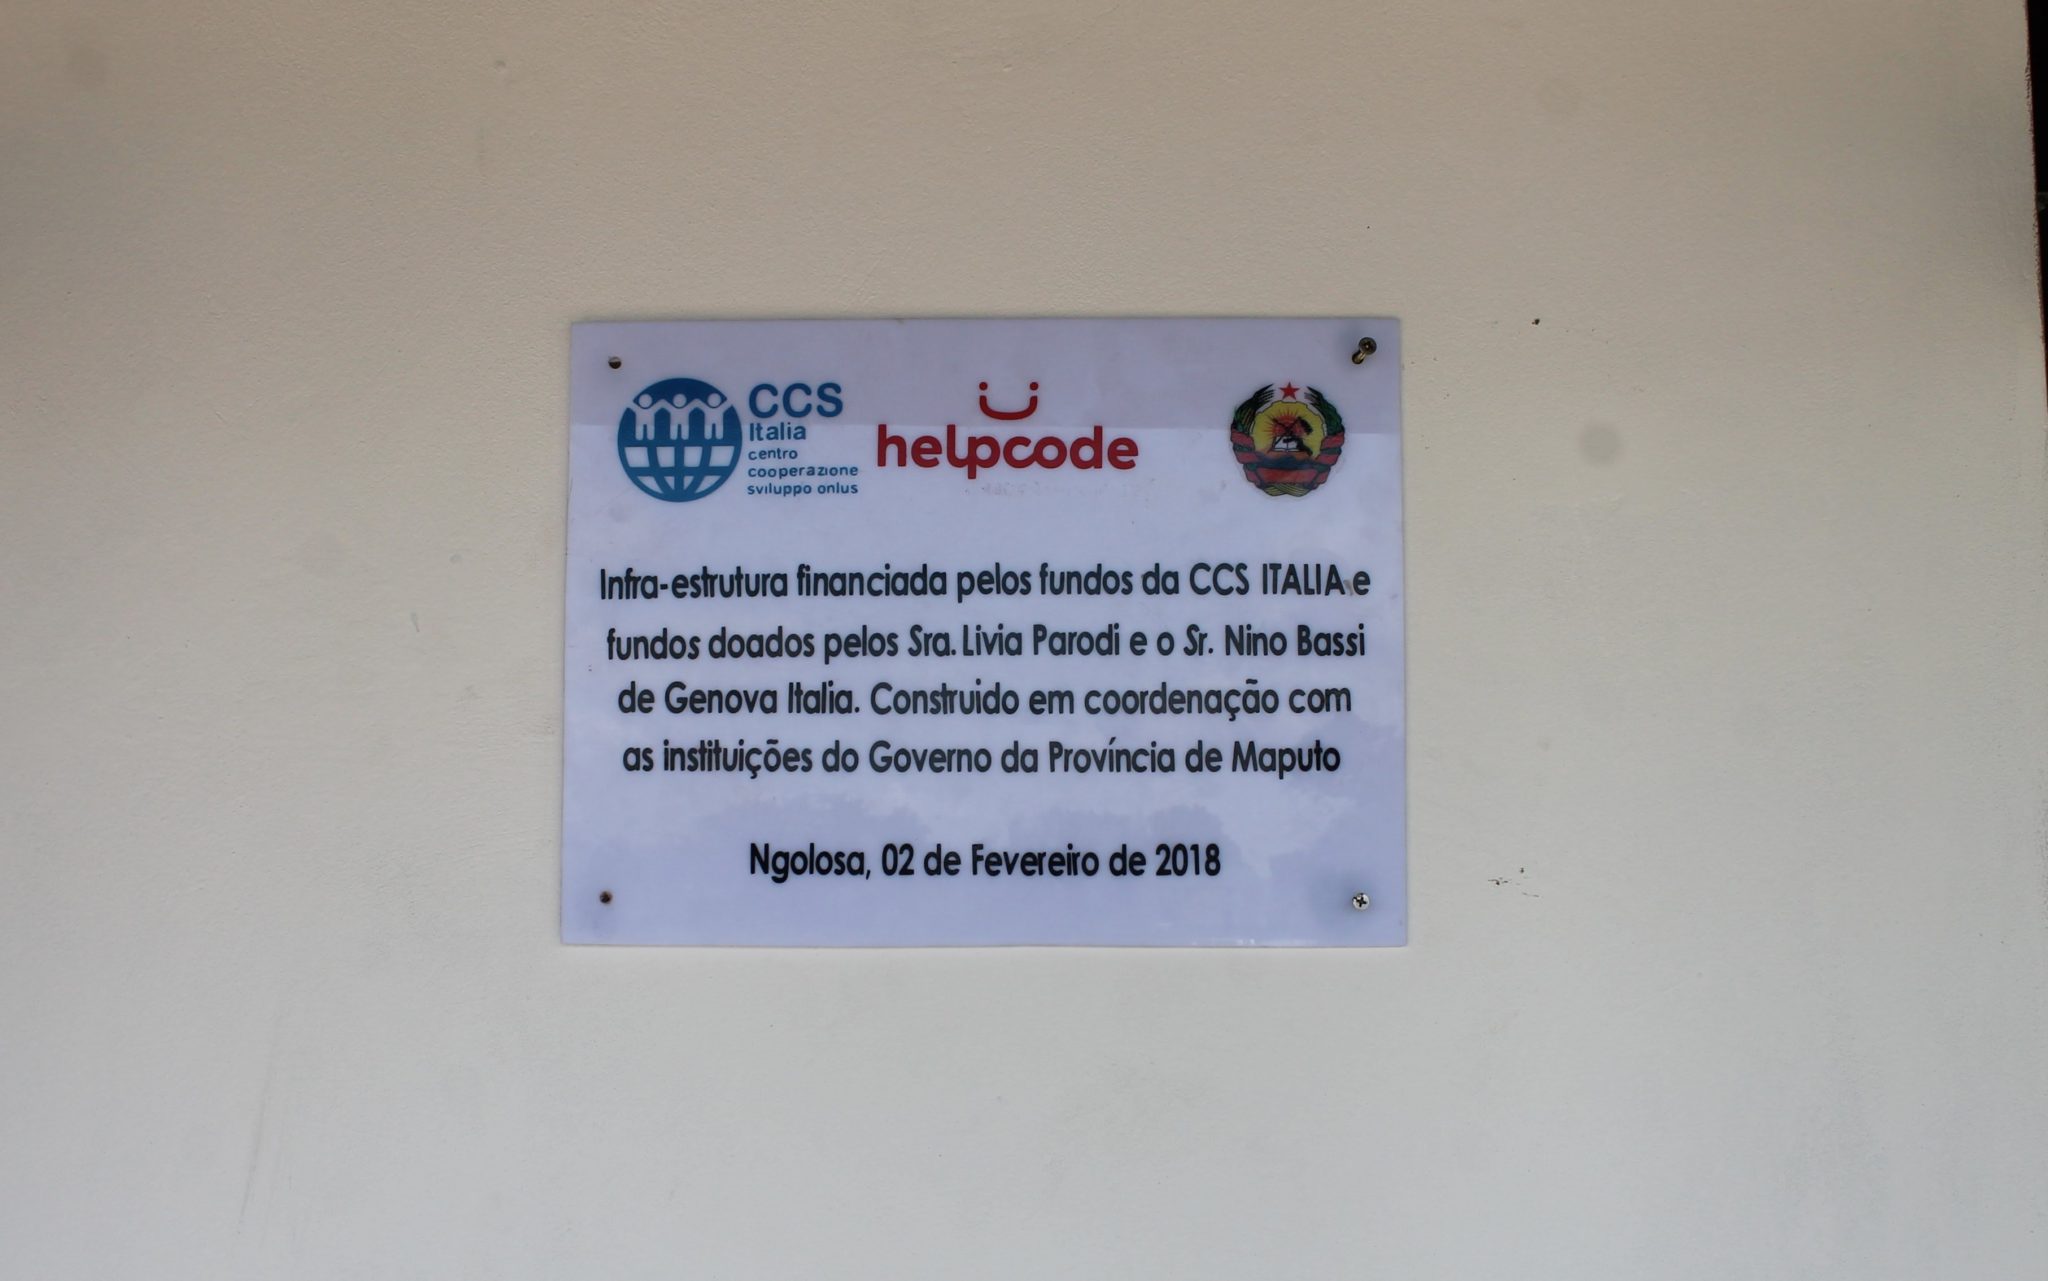 CCS
Italia
centro
cooperazione
sviluppo onlus
helpcode
Infra-estrutura financiada pelos fundos da CCS ITALIA e
fundos doados pelos Sra. Livia Parodi e o Sr. Nino Bassi
de Genova Italia. Construido em coordenação com
as instituições do Governo da Província de Maputo
Ngolosa, 02 de Fevereiro de 2018